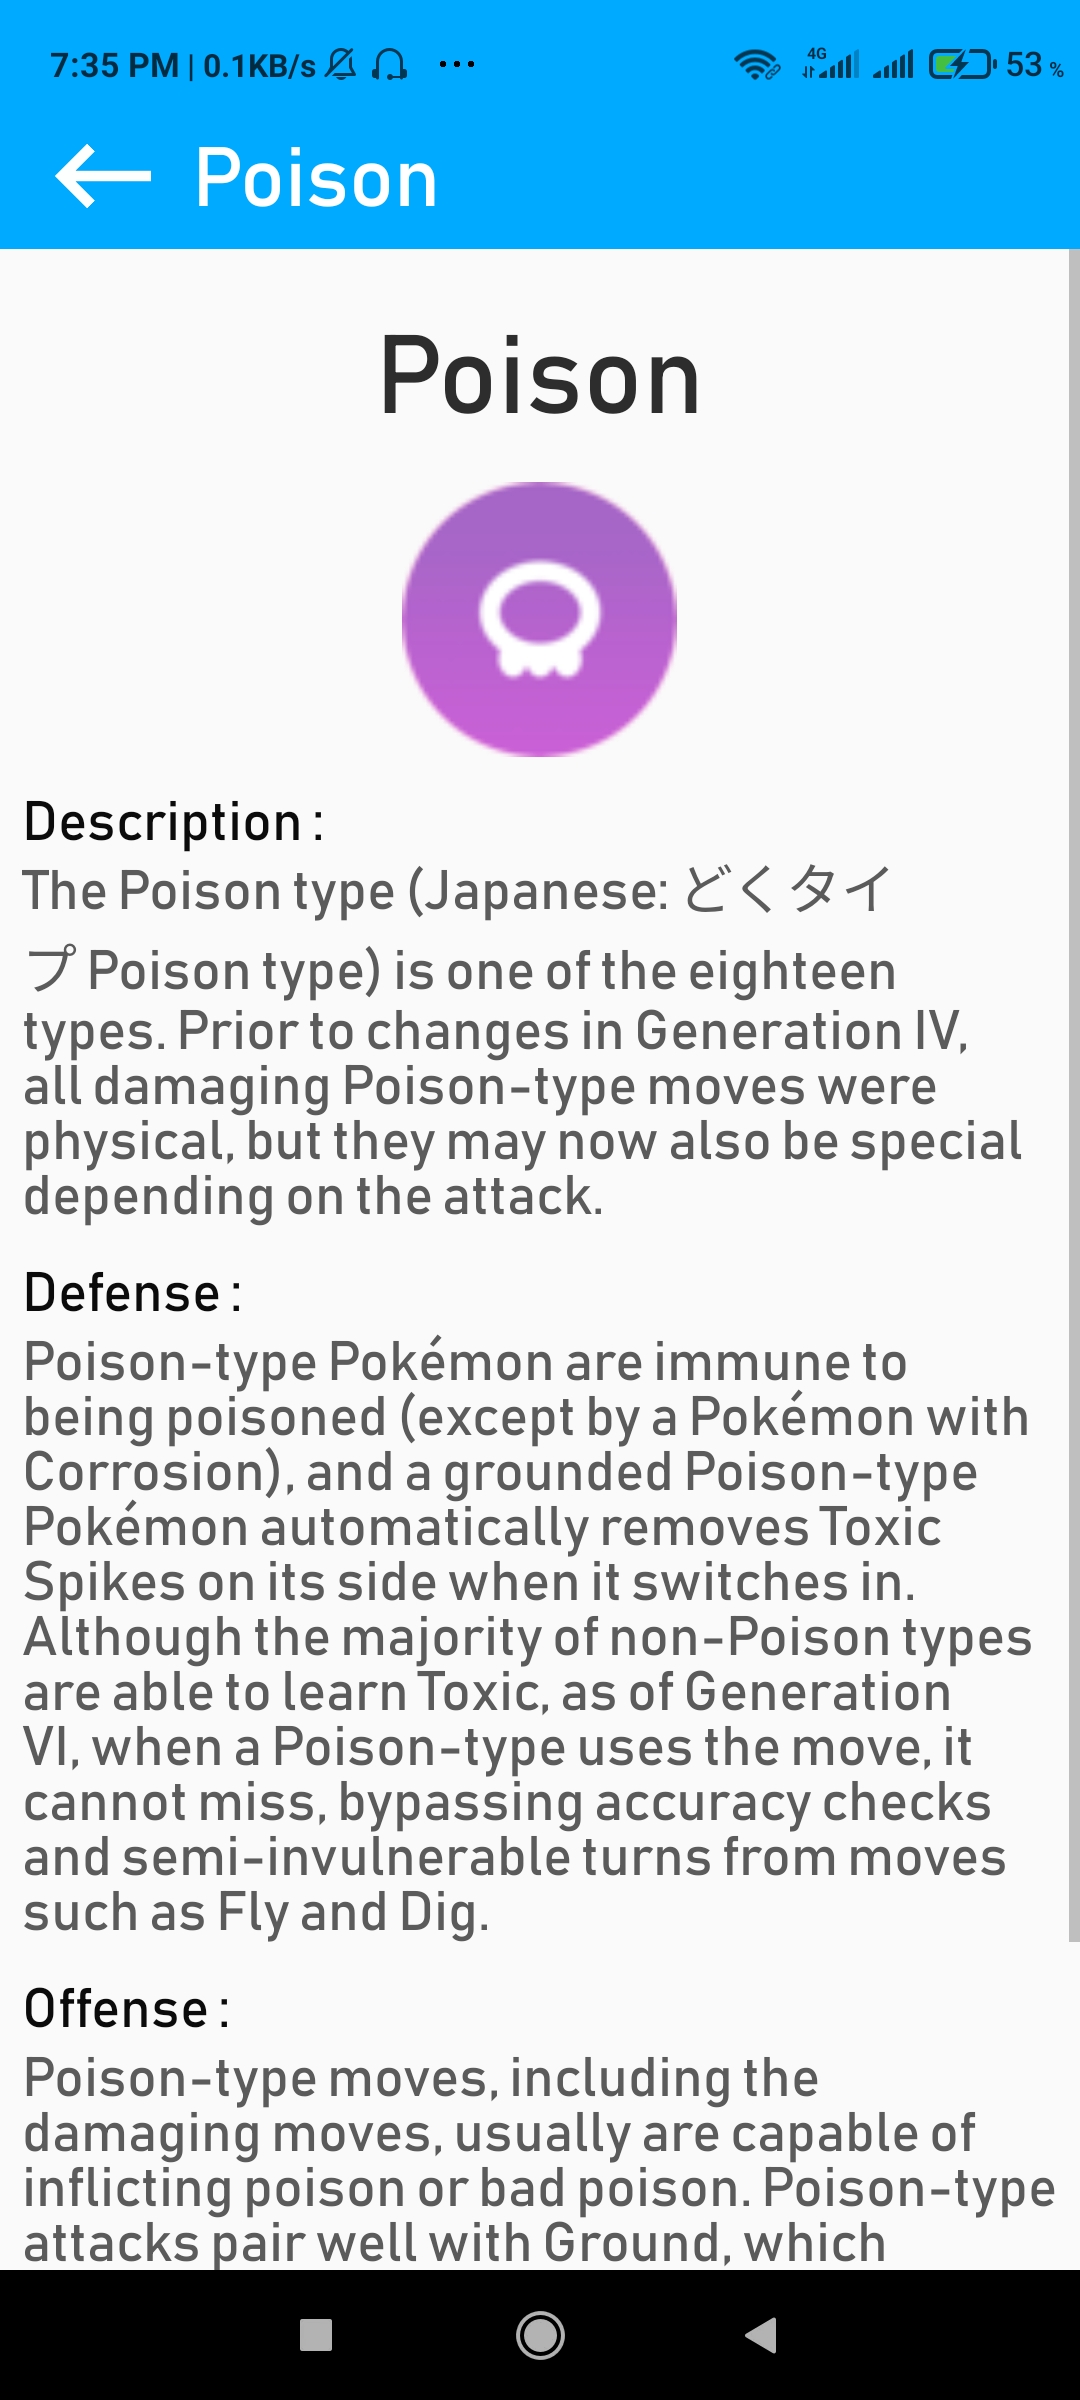 7:35 PM | 0.1KB/s ... 4G 53 %
Poison
Poison
Description :
The Poison type (Japanese: どくタイ
プ Poison type) is one of the eighteen
types. Prior to changes in Generation IV,
all damaging Poison-type moves were
physical, but they may now also be special
depending on the attack.
Defense :
Poison-type Pokémon are immune to
being poisoned (except by a Pokémon with
Corrosion), and a grounded Poison-type
Pokémon automatically removes Toxic
Spikes on its side when it switches in.
Although the majority of non-Poison types
are able to learn Toxic, as of Generation
VI, when a Poison-type uses the move, it
cannot miss, bypassing accuracy checks
and semi-invulnerable turns from moves
such as Fly and Dig.
Offense :
Poison-type moves, including the
damaging moves, usually are capable of
inflicting poison or bad poison. Poison-type
attacks pair well with Ground, which